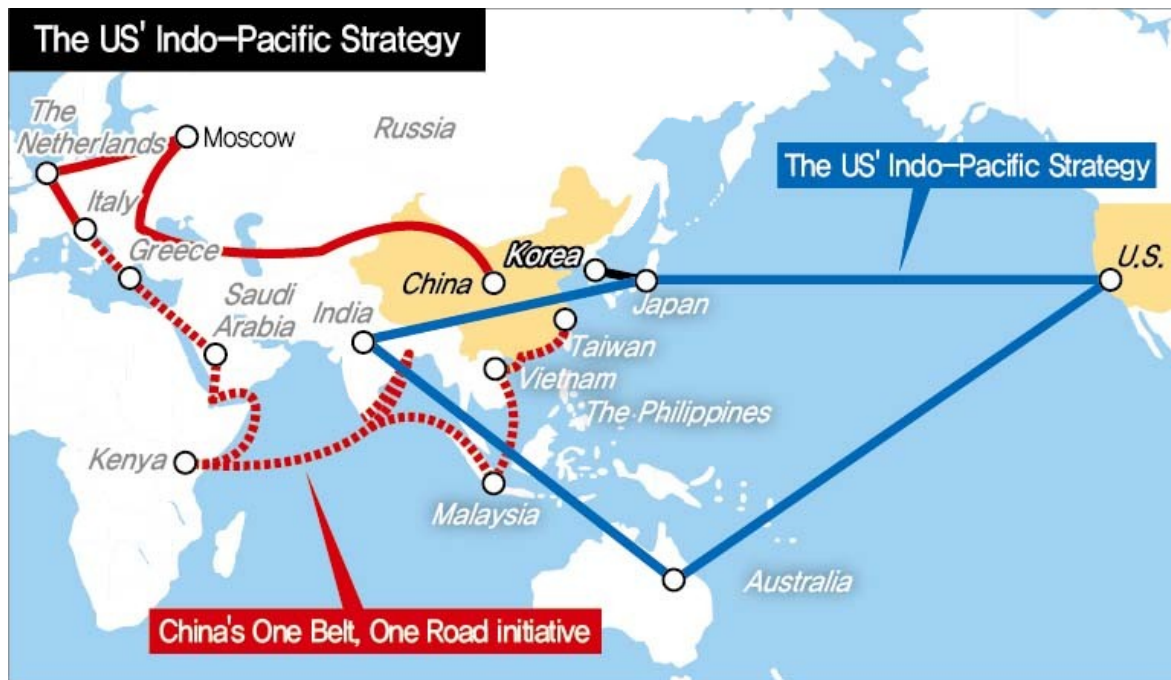 The US' Indo-Pacific Strategy
The
Netherlands
Moscow
Russia
The US' Indo-Pacific Strategy
Italy
Greece
Korea
U.S.
China
Japan
Saudi
Arabia
India
Taiwan
Vietnam
The Philippines
Kenya
Malaysia
Australia
China's One Belt, One Road initiative